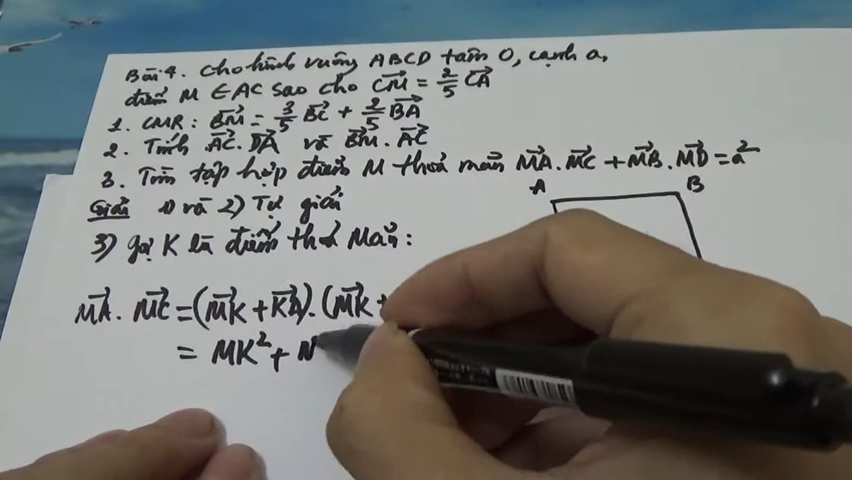 Bài 4. Cho hình vuông ABCD tâm O, cạnh a,
điểm M ∈ AC sao cho CM⃗ = 2/5 CA⃗
1. CMR: BM⃗ = 3/5 BC⃗ + 2/5 BA⃗
2. Tính AC⃗.DA⃗ và BM⃗.AC⃗
3. Tìm tập hợp điểm M thoả mãn MA⃗.MC⃗ + MB⃗.MD⃗ = a²
A B
Giải 1) và 2) Tự giải
3) gọi K là điểm thoả mãn:
MA⃗. MC⃗ = (MK⃗ + KA⃗).(MK⃗ +
= MK² + M